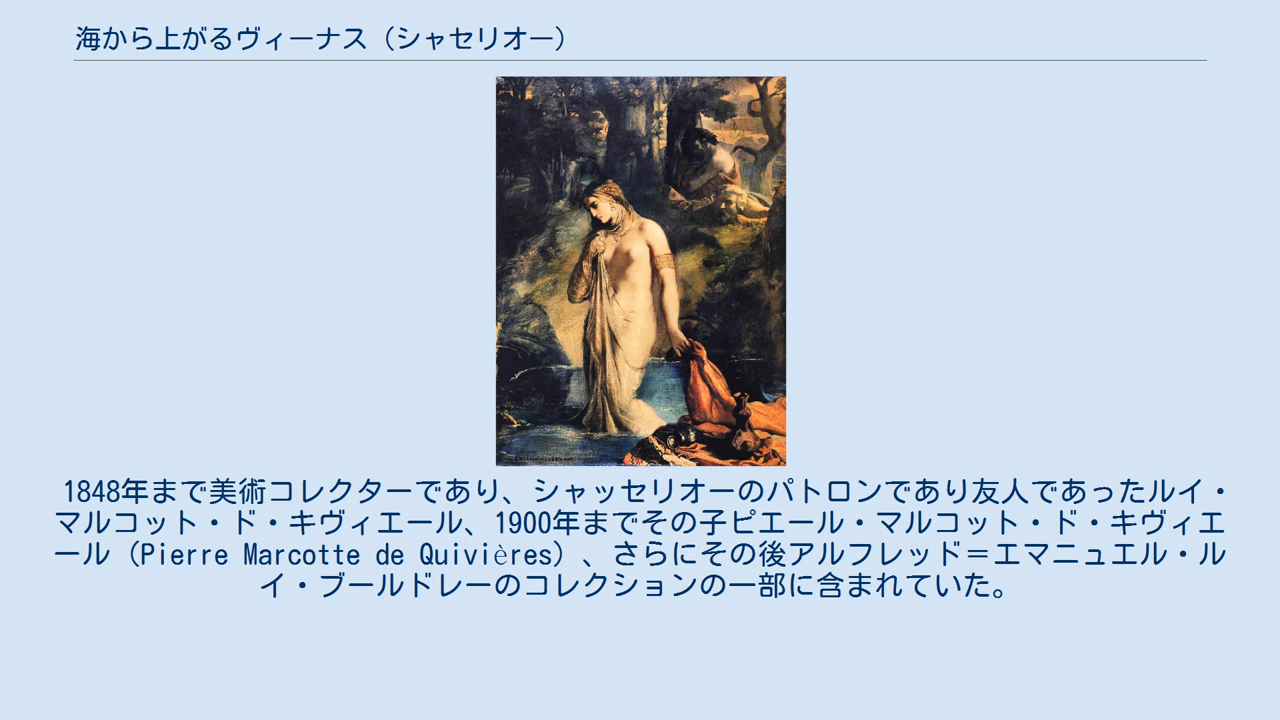 海から上がるヴィーナス（シャセリオー）
1848年まで美術コレクターであり、シャッセリオーのパトロンであり友人であったルイ・
マルコット・ド・キヴィエール、1900年までその子ピエール・マルコット・ド・キヴィエ
ール（Pierre Marcotte de Quivières）、さらにその後アルフレッド＝エマニュエル・ル
イ・ブールドレーのコレクションの一部に含まれていた。